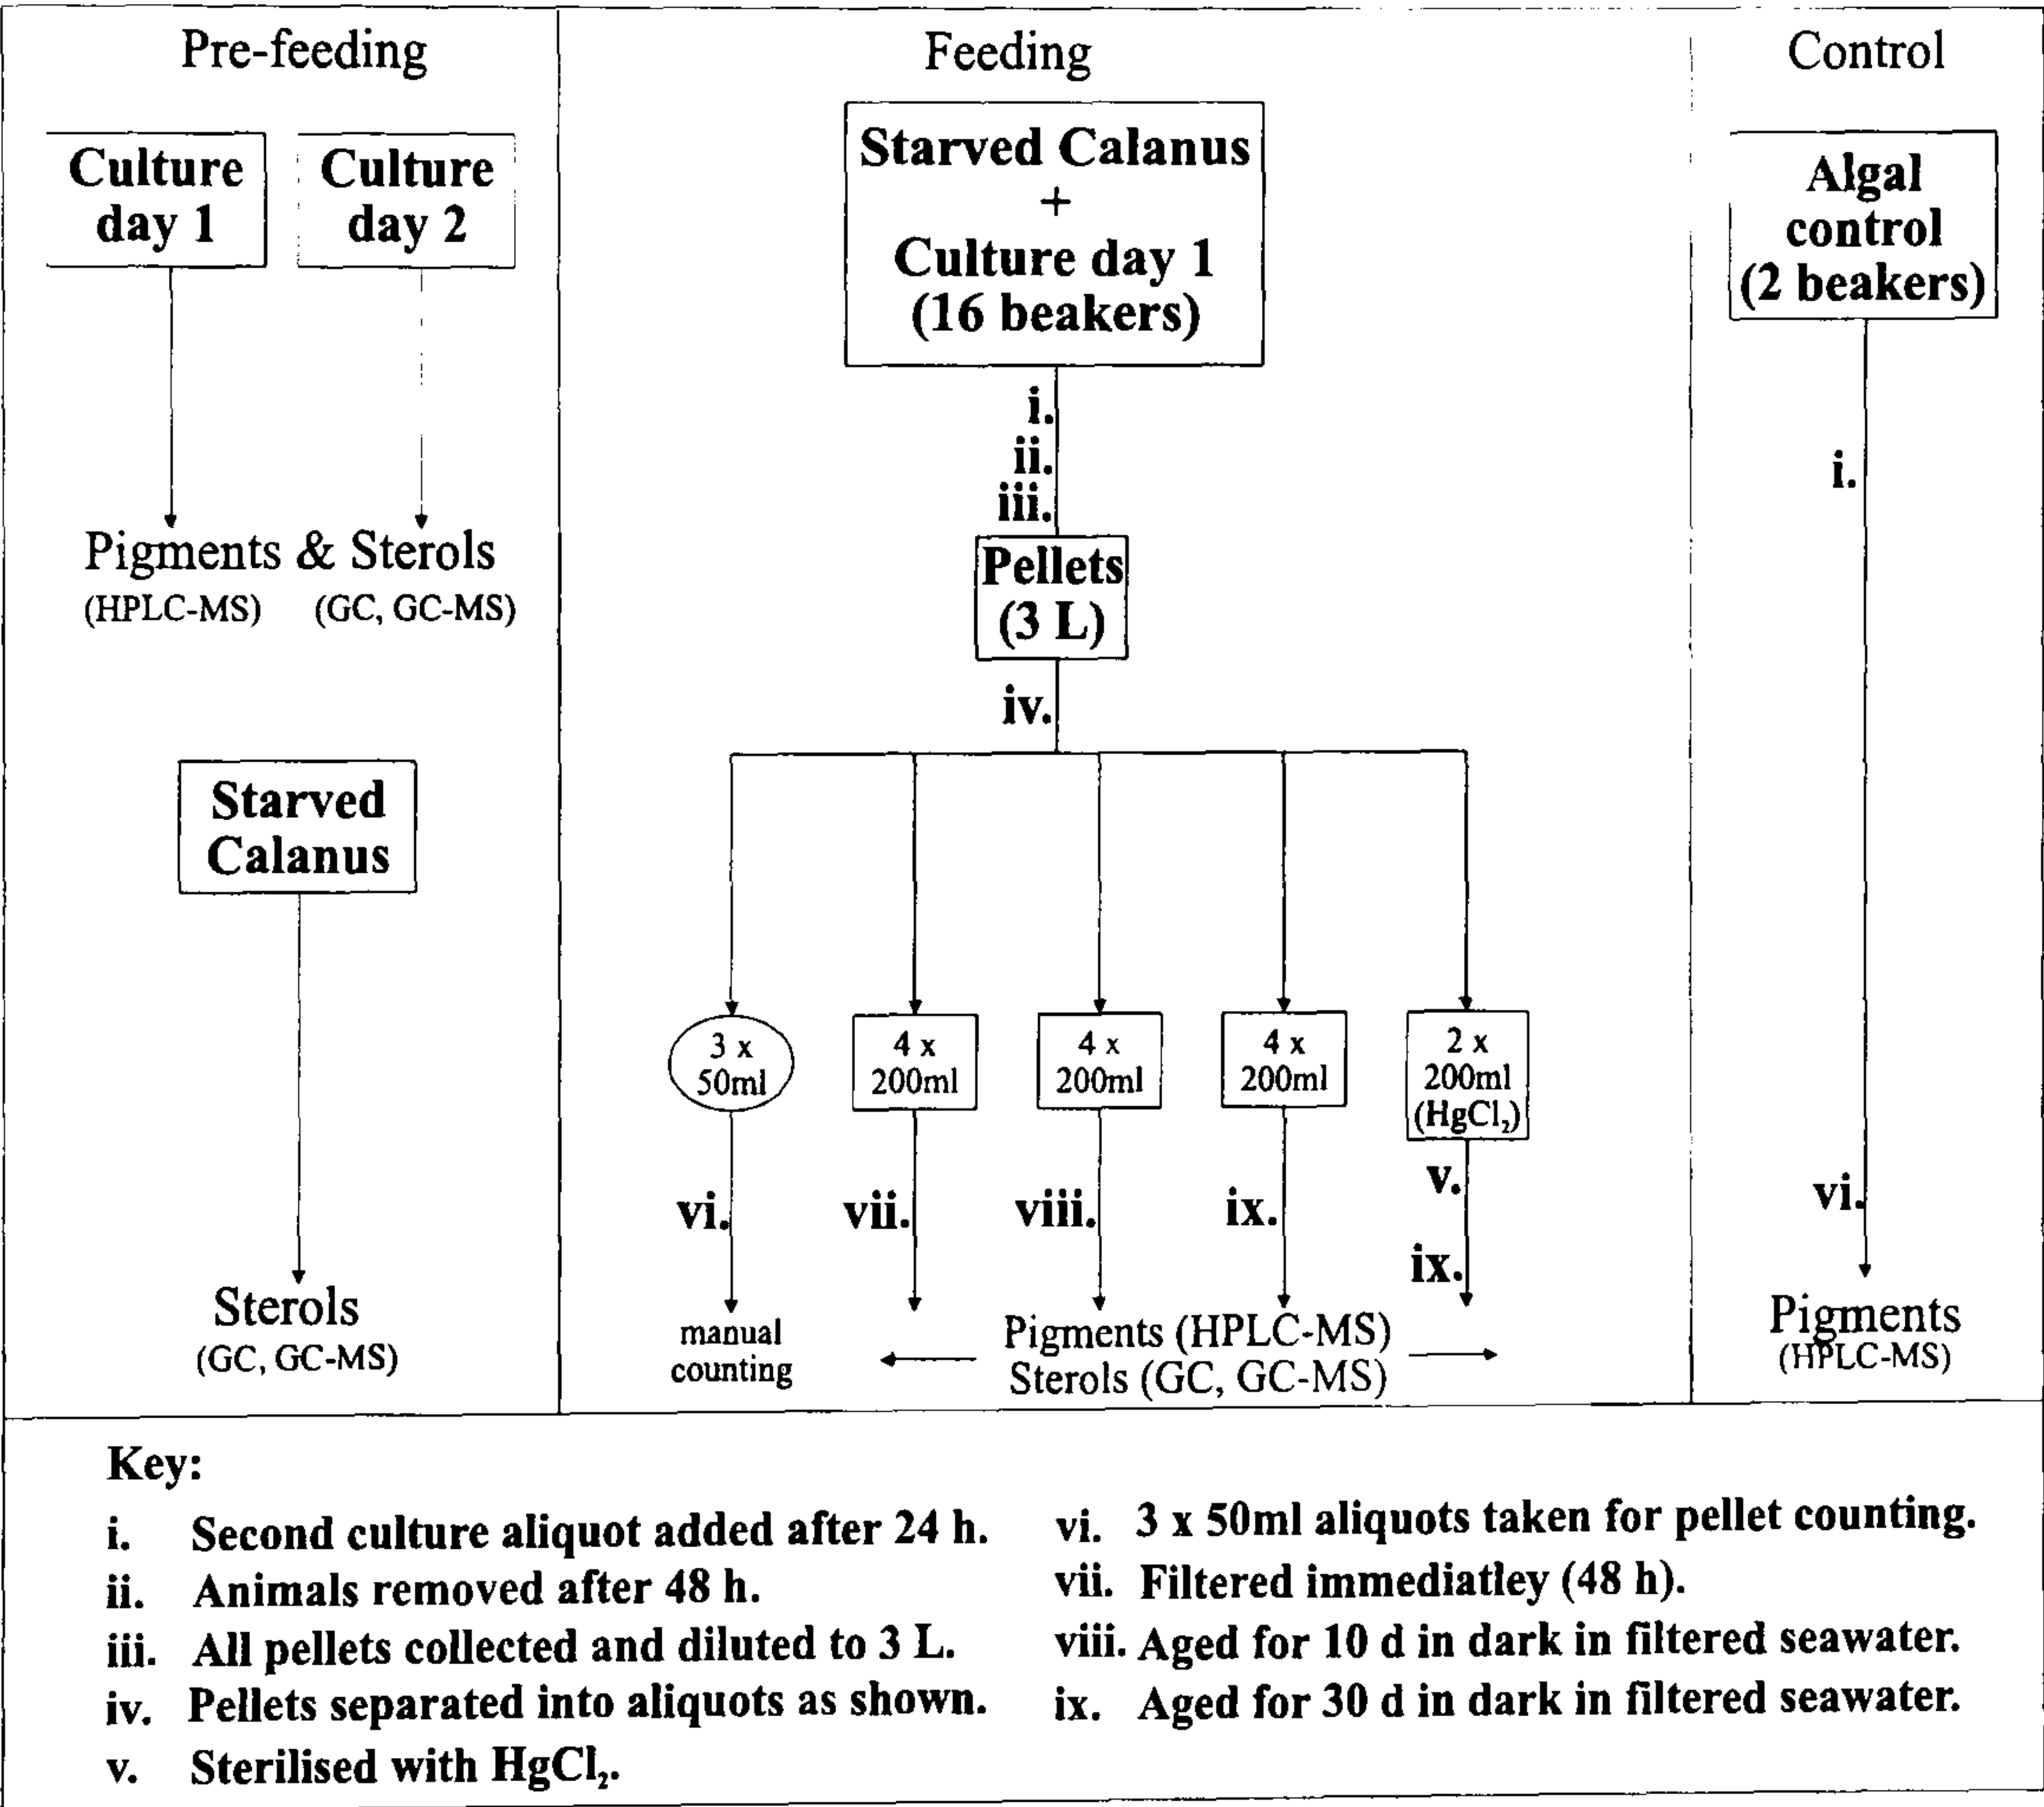 Pre-feeding
Culture
day 1
Culture
day 2
Pigments & Sterols
(HPLC-MS) (GC, GC-MS)
Starved
Calanus
Sterols
(GC, GC-MS)
Feeding
Starved Calanus
+
Culture day 1
(16 beakers)
i.
ii.
iii.
Pellets
(3 L)
iv.
3 x
50ml
4 x
200ml
4 x
200ml
4 x
200ml
2 x
200ml
(HgCl₂)
vi.
vii.
viii.
ix.
v.
ix.
manual
counting
Pigments (HPLC-MS)
Sterols (GC, GC-MS)
Control
Algal
control
(2 beakers)
i.
vi.
Pigments
(HPLC-MS)
Key:
i. Second culture aliquot added after 24 h.
ii. Animals removed after 48 h.
iii. All pellets collected and diluted to 3 L.
iv. Pellets separated into aliquots as shown.
v. Sterilised with HgCl₂.
vi. 3 x 50ml aliquots taken for pellet counting.
vii. Filtered immediatley (48 h).
viii. Aged for 10 d in dark in filtered seawater.
ix. Aged for 30 d in dark in filtered seawater.